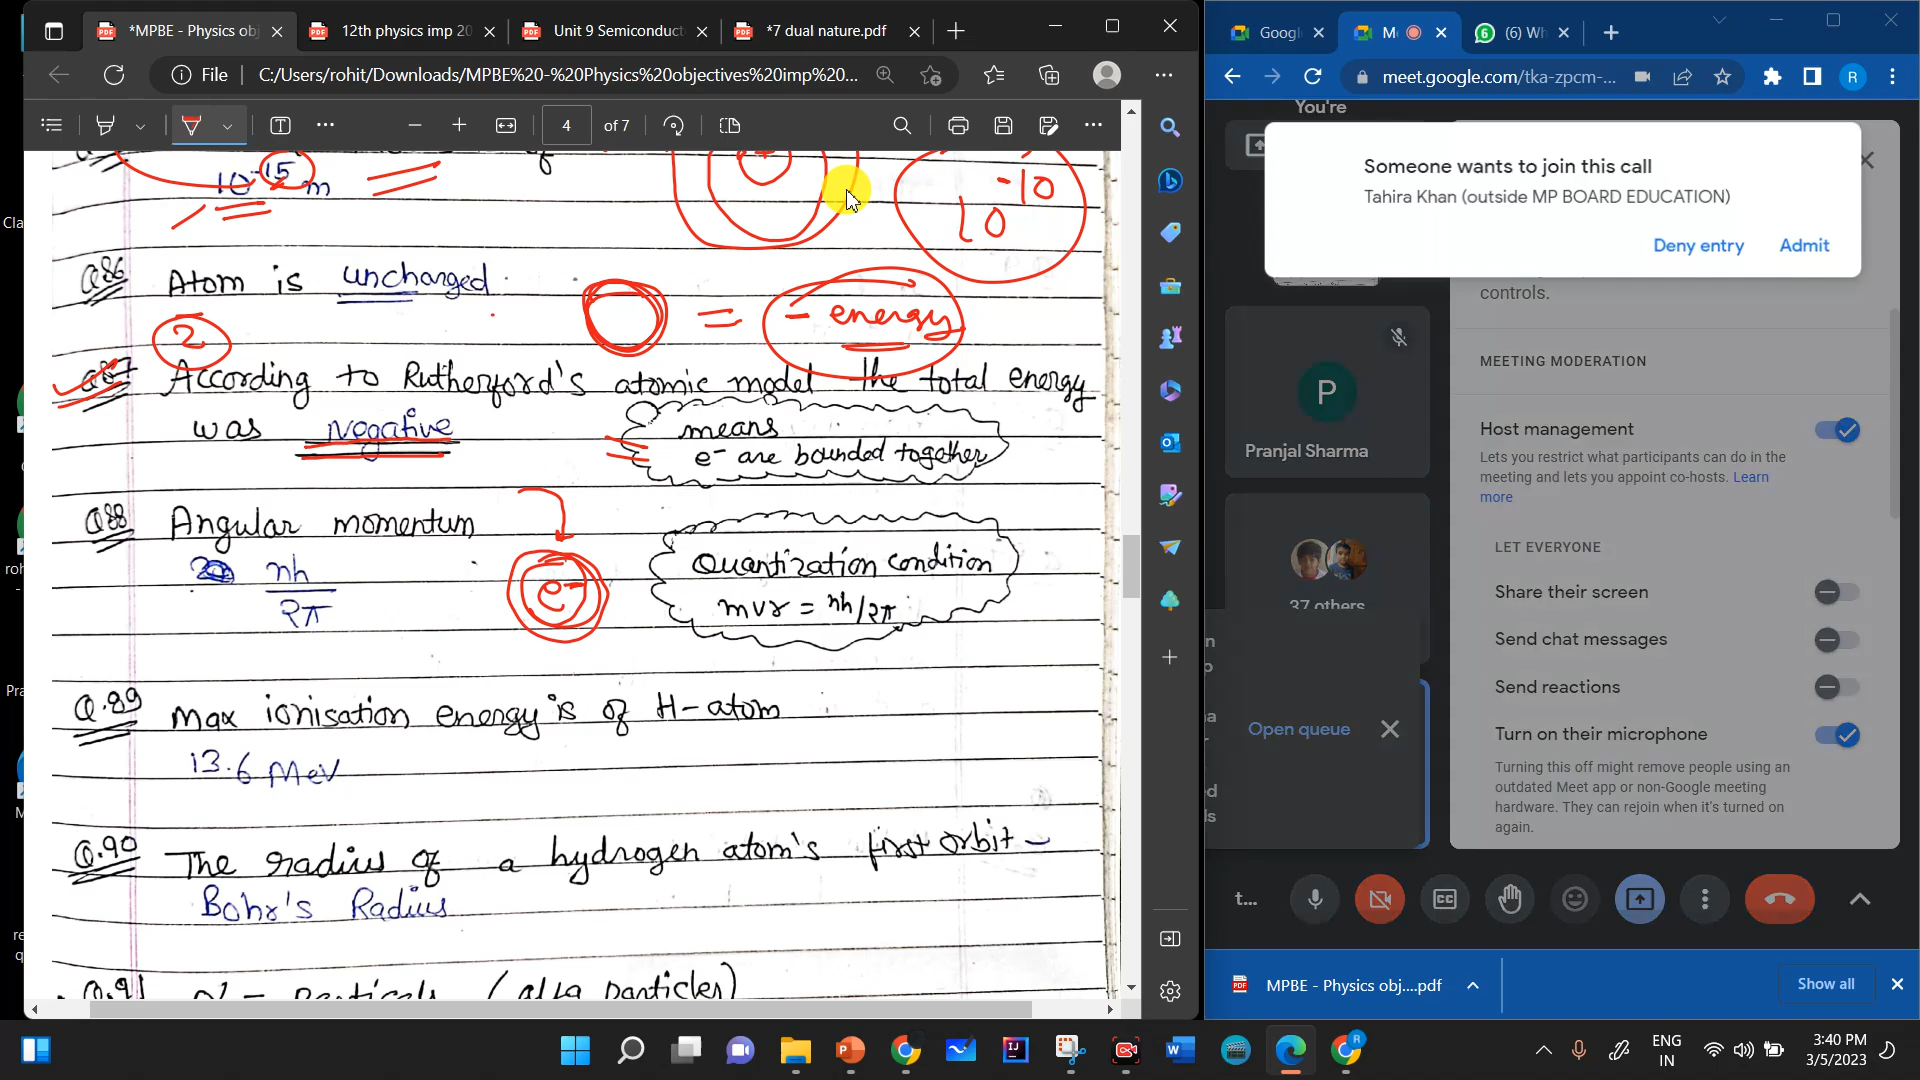 *MPBE - Physics obj
12th physics imp 20
Unit 9 Semiconduct
*7 dual nature.pdf
File
C:/Users/rohit/Downloads/MPBE%20-%20Physics%20objectives%20imp%20...
4
of 7
10-15 m
-10
10
Q86 Atom is uncharged.
= - energy
2
Q87 According to Rutherford's atomic model the total energy
was Negative
means
e- are bounded together
Q88 Angular momentum
nh
2π
e-
Quantization condition
mvr = nh/2π
Q.89 Max ionisation energy is of H-atom
13.6 MeV
Q.90 The radius of a hydrogen atom's first orbit -
Bohr's Radius
Q.91
(alfa particles)
Googl
M
(6) Wh
meet.google.com/tka-zpcm-...
R
You're
Someone wants to join this call
Tahira Khan (outside MP BOARD EDUCATION)
Deny entry
Admit
controls.
P
Pranjal Sharma
37 others
MEETING MODERATION
Host management
Lets you restrict what participants can do in the
meeting and lets you appoint co-hosts. Learn
more
LET EVERYONE
Share their screen
Send chat messages
Send reactions
Turn on their microphone
Turning this off might remove people using an
outdated Meet app or non-Google meeting
hardware. They can rejoin when it's turned on
again.
Open queue
t...
MPBE - Physics obj....pdf
Show all
ENG
IN
3:40 PM
3/5/2023